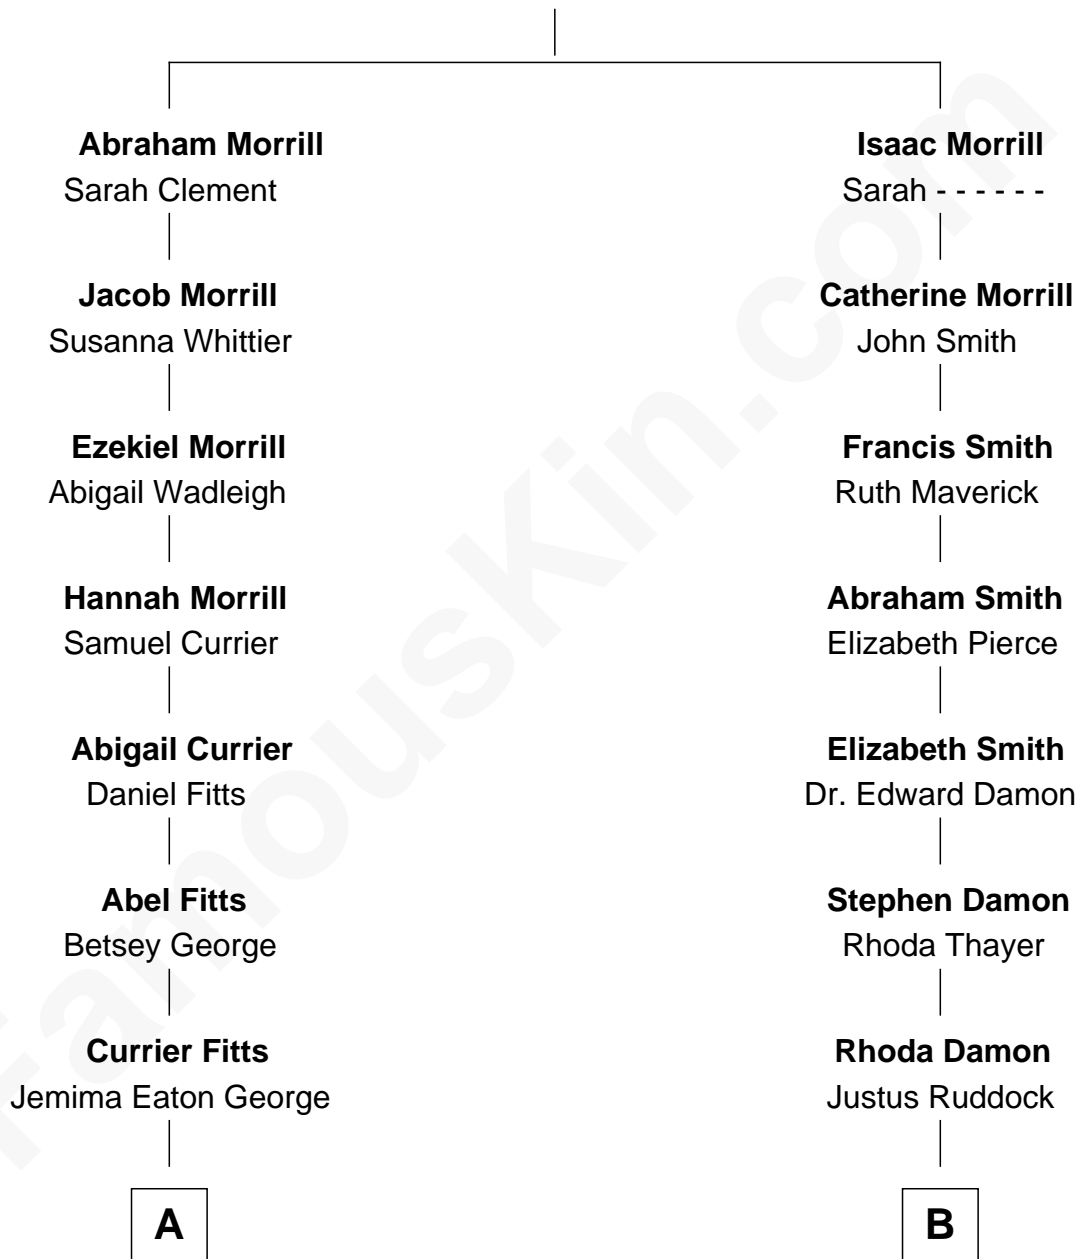 Abraham Morrill
Sarah Clement
Jacob Morrill
Susanna Whittier
Ezekiel Morrill
Abigail Wadleigh
Hannah Morrill
Samuel Currier
Abigail Currier
Daniel Fitts
Abel Fitts
Betsey George
Currier Fitts
Jemima Eaton George
A
Isaac Morrill
Sarah - - - - - -
Catherine Morrill
John Smith
Francis Smith
Ruth Maverick
Abraham Smith
Elizabeth Pierce
Elizabeth Smith
Dr. Edward Damon
Stephen Damon
Rhoda Thayer
Rhoda Damon
Justus Ruddock
B
FamousKin.com